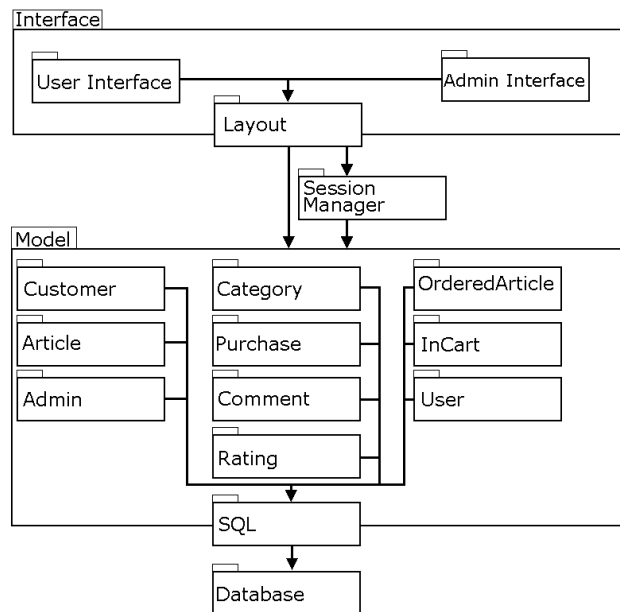 Interface
User Interface
Admin Interface
Layout
Session
Manager
Model
Customer
Category
OrderedArticle
Article
Purchase
InCart
Admin
Comment
User
Rating
SQL
Database